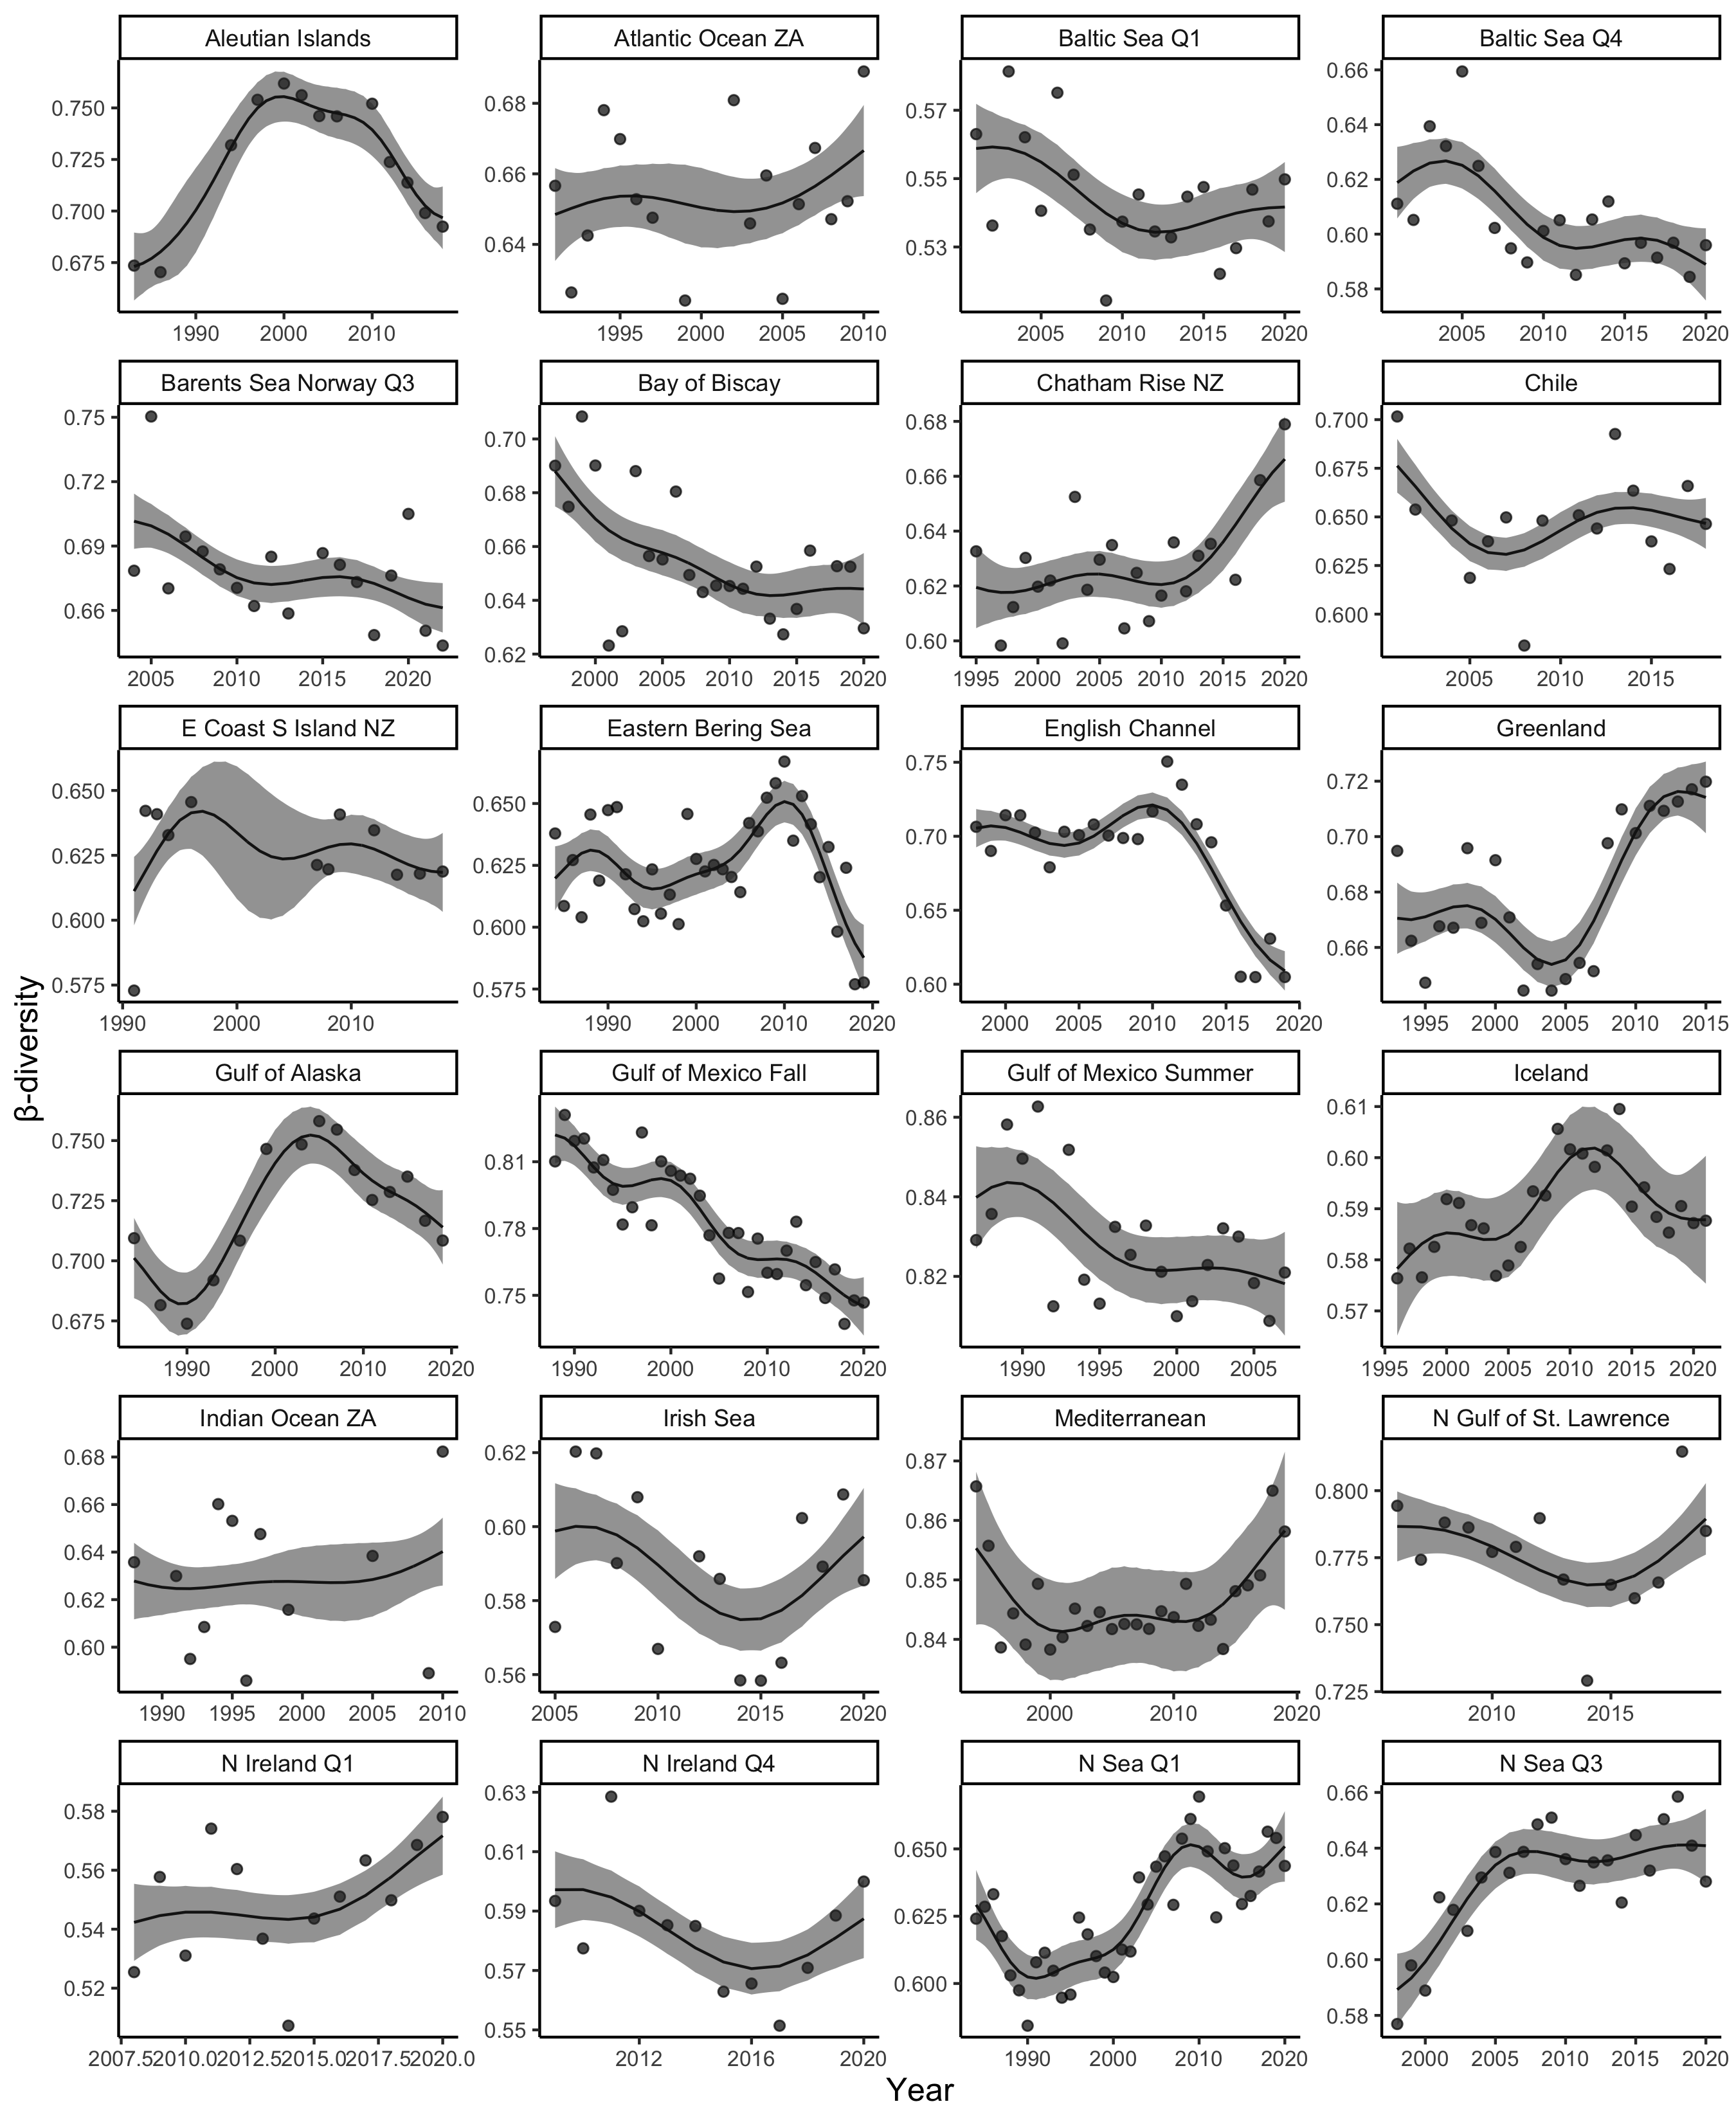 Aleutian Islands
Atlantic Ocean ZA
Baltic Sea Q1
Baltic Sea Q4
0.750
0.725
0.700
0.675
0.68
0.66
0.64
0.57
0.55
0.53
0.66
0.64
0.62
0.60
0.58
1990 2000 2010
1995 2000 2005 2010
2005 2010 2015 2020
2005 2010 2015 2020
Barents Sea Norway Q3
Bay of Biscay
Chatham Rise NZ
Chile
0.75
0.72
0.69
0.66
0.70
0.68
0.66
0.64
0.62
0.68
0.66
0.64
0.62
0.60
0.700
0.675
0.650
0.625
0.600
2005 2010 2015 2020
2000 2005 2010 2015 2020
1995 2000 2005 2010 2015 2020
2005 2010 2015
E Coast S Island NZ
Eastern Bering Sea
English Channel
Greenland
0.650
0.625
0.600
0.575
0.650
0.625
0.600
0.575
0.75
0.70
0.65
0.60
0.72
0.70
0.68
0.66
1990 2000 2010
1990 2000 2010 2020
2000 2005 2010 2015 2020
1995 2000 2005 2010 2015
β-diversity
Gulf of Alaska
Gulf of Mexico Fall
Gulf of Mexico Summer
Iceland
0.750
0.725
0.700
0.675
0.81
0.78
0.75
0.86
0.84
0.82
0.61
0.60
0.59
0.58
0.57
1990 2000 2010 2020
1990 2000 2010 2020
1990 1995 2000 2005
1995 2000 2005 2010 2015 2020
Indian Ocean ZA
Irish Sea
Mediterranean
N Gulf of St. Lawrence
0.68
0.66
0.64
0.62
0.60
0.62
0.60
0.58
0.56
0.87
0.86
0.85
0.84
0.800
0.775
0.750
0.725
1990 1995 2000 2005 2010
2005 2010 2015 2020
2000 2010 2020
2010 2015
N Ireland Q1
N Ireland Q4
N Sea Q1
N Sea Q3
0.58
0.56
0.54
0.52
0.63
0.61
0.59
0.57
0.55
0.650
0.625
0.600
0.66
0.64
0.62
0.60
0.58
2007.5 2010.0 2012.5 2015.0 2017.5 2020.0
2012 2016 2020
1990 2000 2010 2020
2000 2005 2010 2015 2020
Year